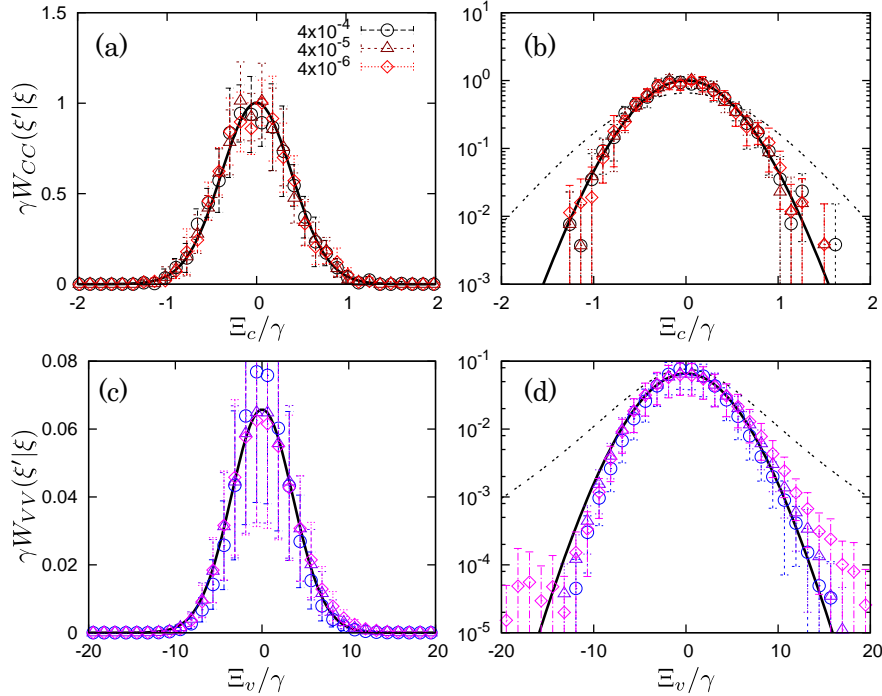 (a)
4x10⁻⁴
4x10⁻⁵
4x10⁻⁶
γW_CC(ξ′|ξ)
1.5
1
0.5
0
-2 -1 0 1 2
Ξ_c/γ
(b)
10¹
10⁰
10⁻¹
10⁻²
10⁻³
-2 -1 0 1 2
Ξ_c/γ
(c)
γW_VV(ξ′|ξ)
0.08
0.06
0.04
0.02
0
-20 -10 0 10 20
Ξ_v/γ
(d)
10⁻¹
10⁻²
10⁻³
10⁻⁴
10⁻⁵
-20 -10 0 10 20
Ξ_v/γ